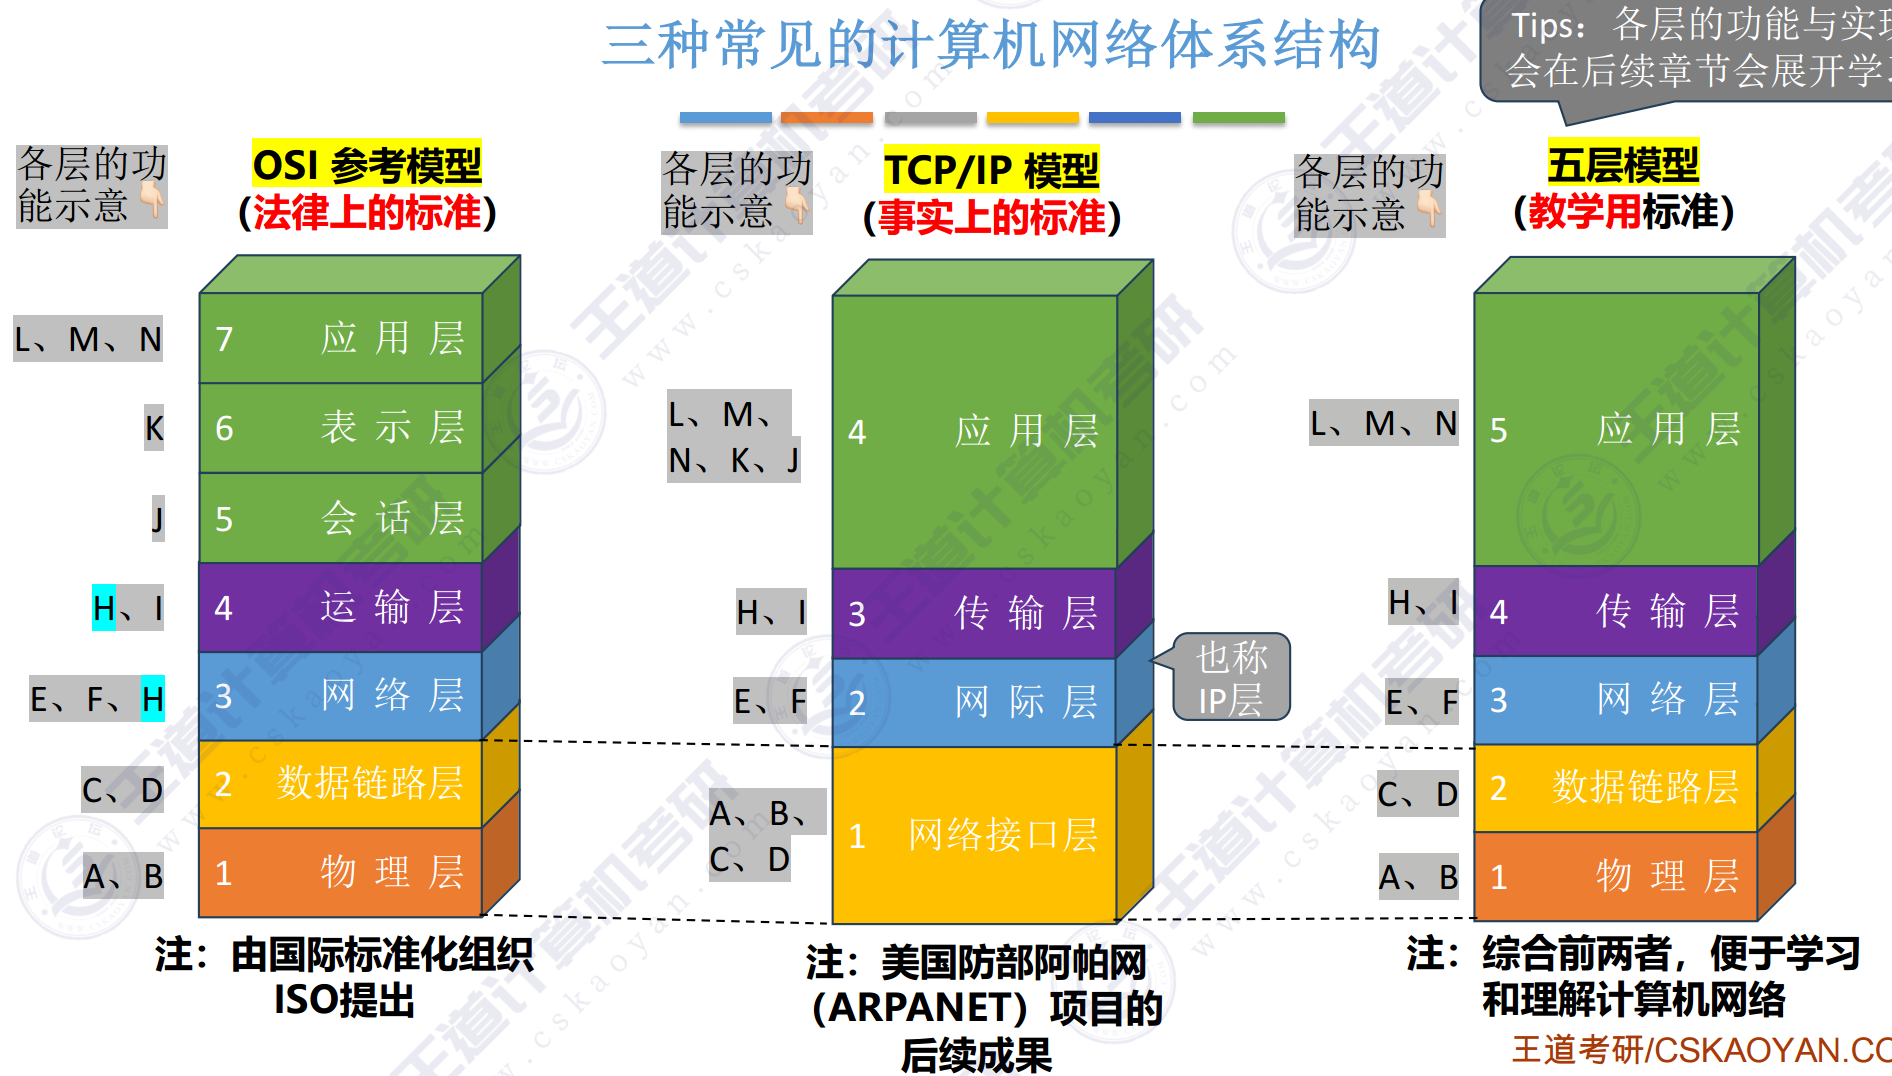 三种常见的计算机网络体系结构
Tips：各层的功能与实现
会在后续章节会展开学习
各层的功
能示意👇
OSI 参考模型
(法律上的标准)
L、M、N
K
J
H、I
E、F、H
C、D
A、B
7 应 用 层
6 表 示 层
5 会 话 层
4 运 输 层
3 网 络 层
2 数据链路层
1 物 理 层
注：由国际标准化组织
ISO提出
各层的功
能示意👇
TCP/IP 模型
(事实上的标准)
L、M、
N、K、J
H、I
E、F
A、B、
C、D
4 应 用 层
3 传 输 层
2 网 际 层
1 网络接口层
也称
IP层
注：美国防部阿帕网
（ARPANET）项目的
后续成果
各层的功
能示意👇
五层模型
(教学用标准)
L、M、N
H、I
E、F
C、D
A、B
5 应 用 层
4 传 输 层
3 网 络 层
2 数据链路层
1 物 理 层
注：综合前两者，便于学习
和理解计算机网络
王道考研/CSKAOYAN.CO
王道计算机考研
www.cskaoyan.com